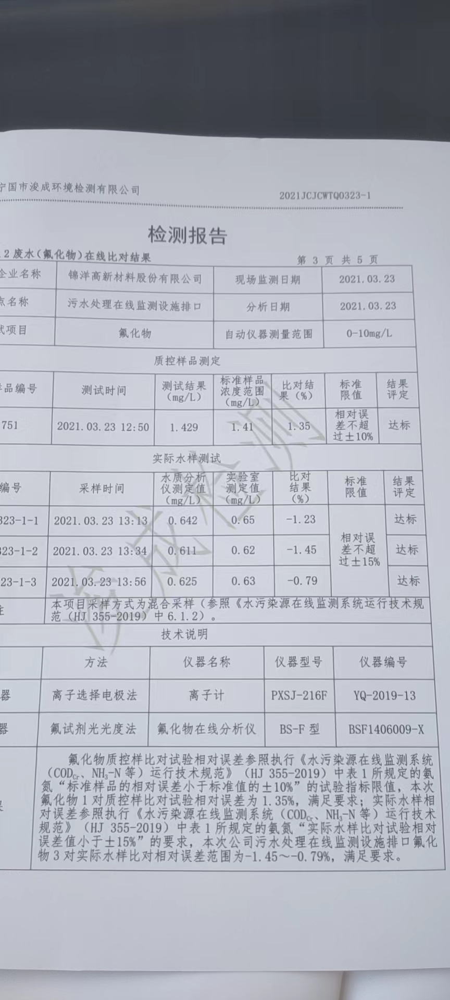 宁国市浚成环境检测有限公司 2021JCJCWTQ0323-1
检测报告
.2废水(氟化物)在线比对结果 第 3 页 共 5 页
企业名称 锦洋高新材料股份有限公司 现场监测日期 2021.03.23
点名称 污水处理在线监测设施排口 分析日期 2021.03.23
试项目 氟化物 自动仪器测量范围 0-10mg/L
质控样品测定
样品编号 测试时间 测试结果(mg/L) 标准样品浓度范围(mg/L) 比对结果(%) 标准限值 结果评定
751 2021.03.23 12:50 1.429 1.41 1.35 相对误差不超过±10% 达标
实际水样测试
编号 采样时间 水质分析仪测定值(mg/L) 实验室测定值(mg/L) 比对结果(%) 标准限值 结果评定
323-1-1 2021.03.23 13:13 0.642 0.65 -1.23 相对误差不超过±15% 达标
323-1-2 2021.03.23 13:34 0.611 0.62 -1.45 达标
23-1-3 2021.03.23 13:56 0.625 0.63 -0.79 达标
注 本项目采样方式为混合采样(参照《水污染源在线监测系统运行技术规
范(HJ 355-2019)中6.1.2)。
技术说明
方法 仪器名称 仪器型号 仪器编号
器 离子选择电极法 离子计 PXSJ-216F YQ-2019-13
器 氟试剂光光度法 氟化物在线分析仪 BS-F 型 BSF1406009-X
氟化物质控样比对试验相对误差参照执行《水污染源在线监测系统
(CODCr、NH3-N 等)运行技术规范》(HJ 355-2019)中表1所规定的氨
氮“标准样品的相对误差小于标准值的±10%”的试验指标限值，本次
氟化物1对质控样比对试验相对误差为1.35%，满足要求；实际水样相
对误差参照执行《水污染源在线监测系统(CODCr、NH3-N 等)运行技术
规范》(HJ 355-2019)中表1所规定的氨氮“实际水样比对试验相对
误差值小于±15%”的要求，本次公司污水处理在线监测设施排口氟化
物3对实际水样比对相对误差范围为-1.45～-0.79%，满足要求。
浚成检测